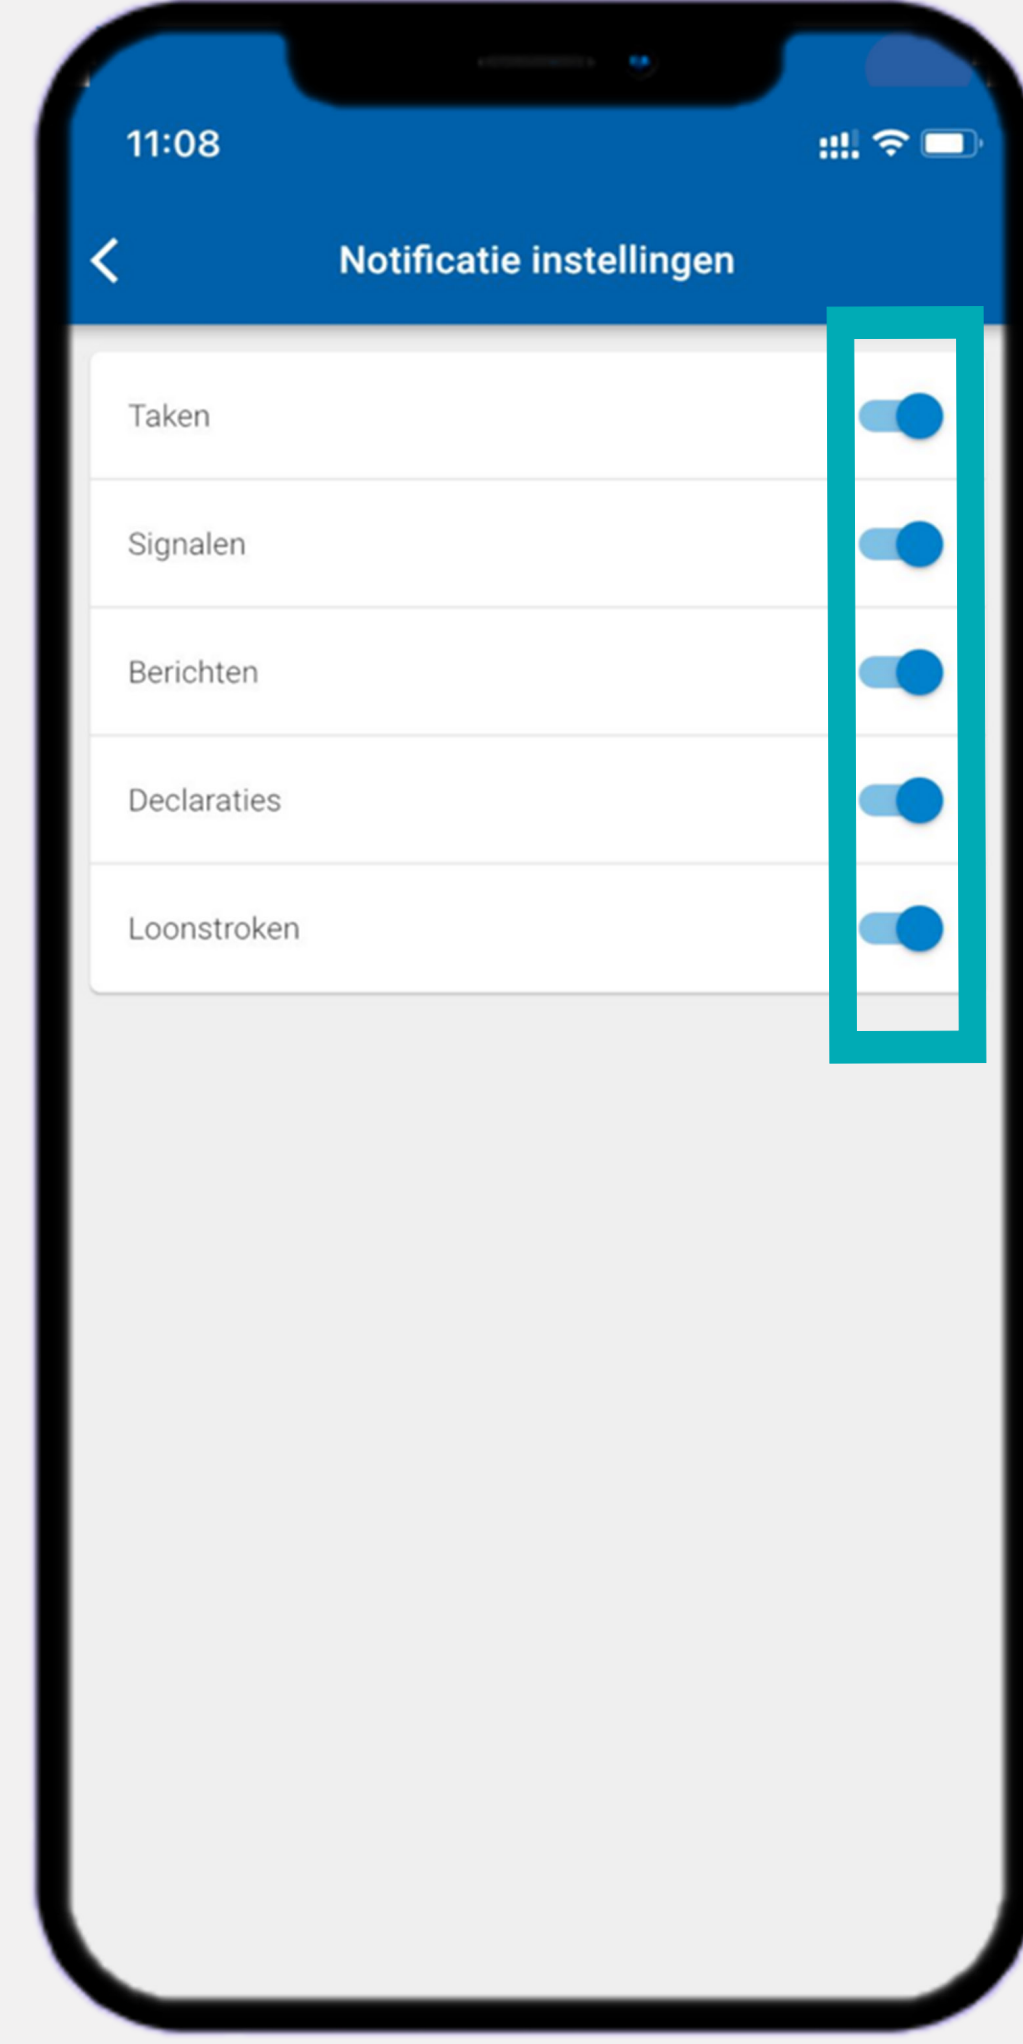 11:08
Notificatie instellingen
Taken
Signalen
Berichten
Declaraties
Loonstroken